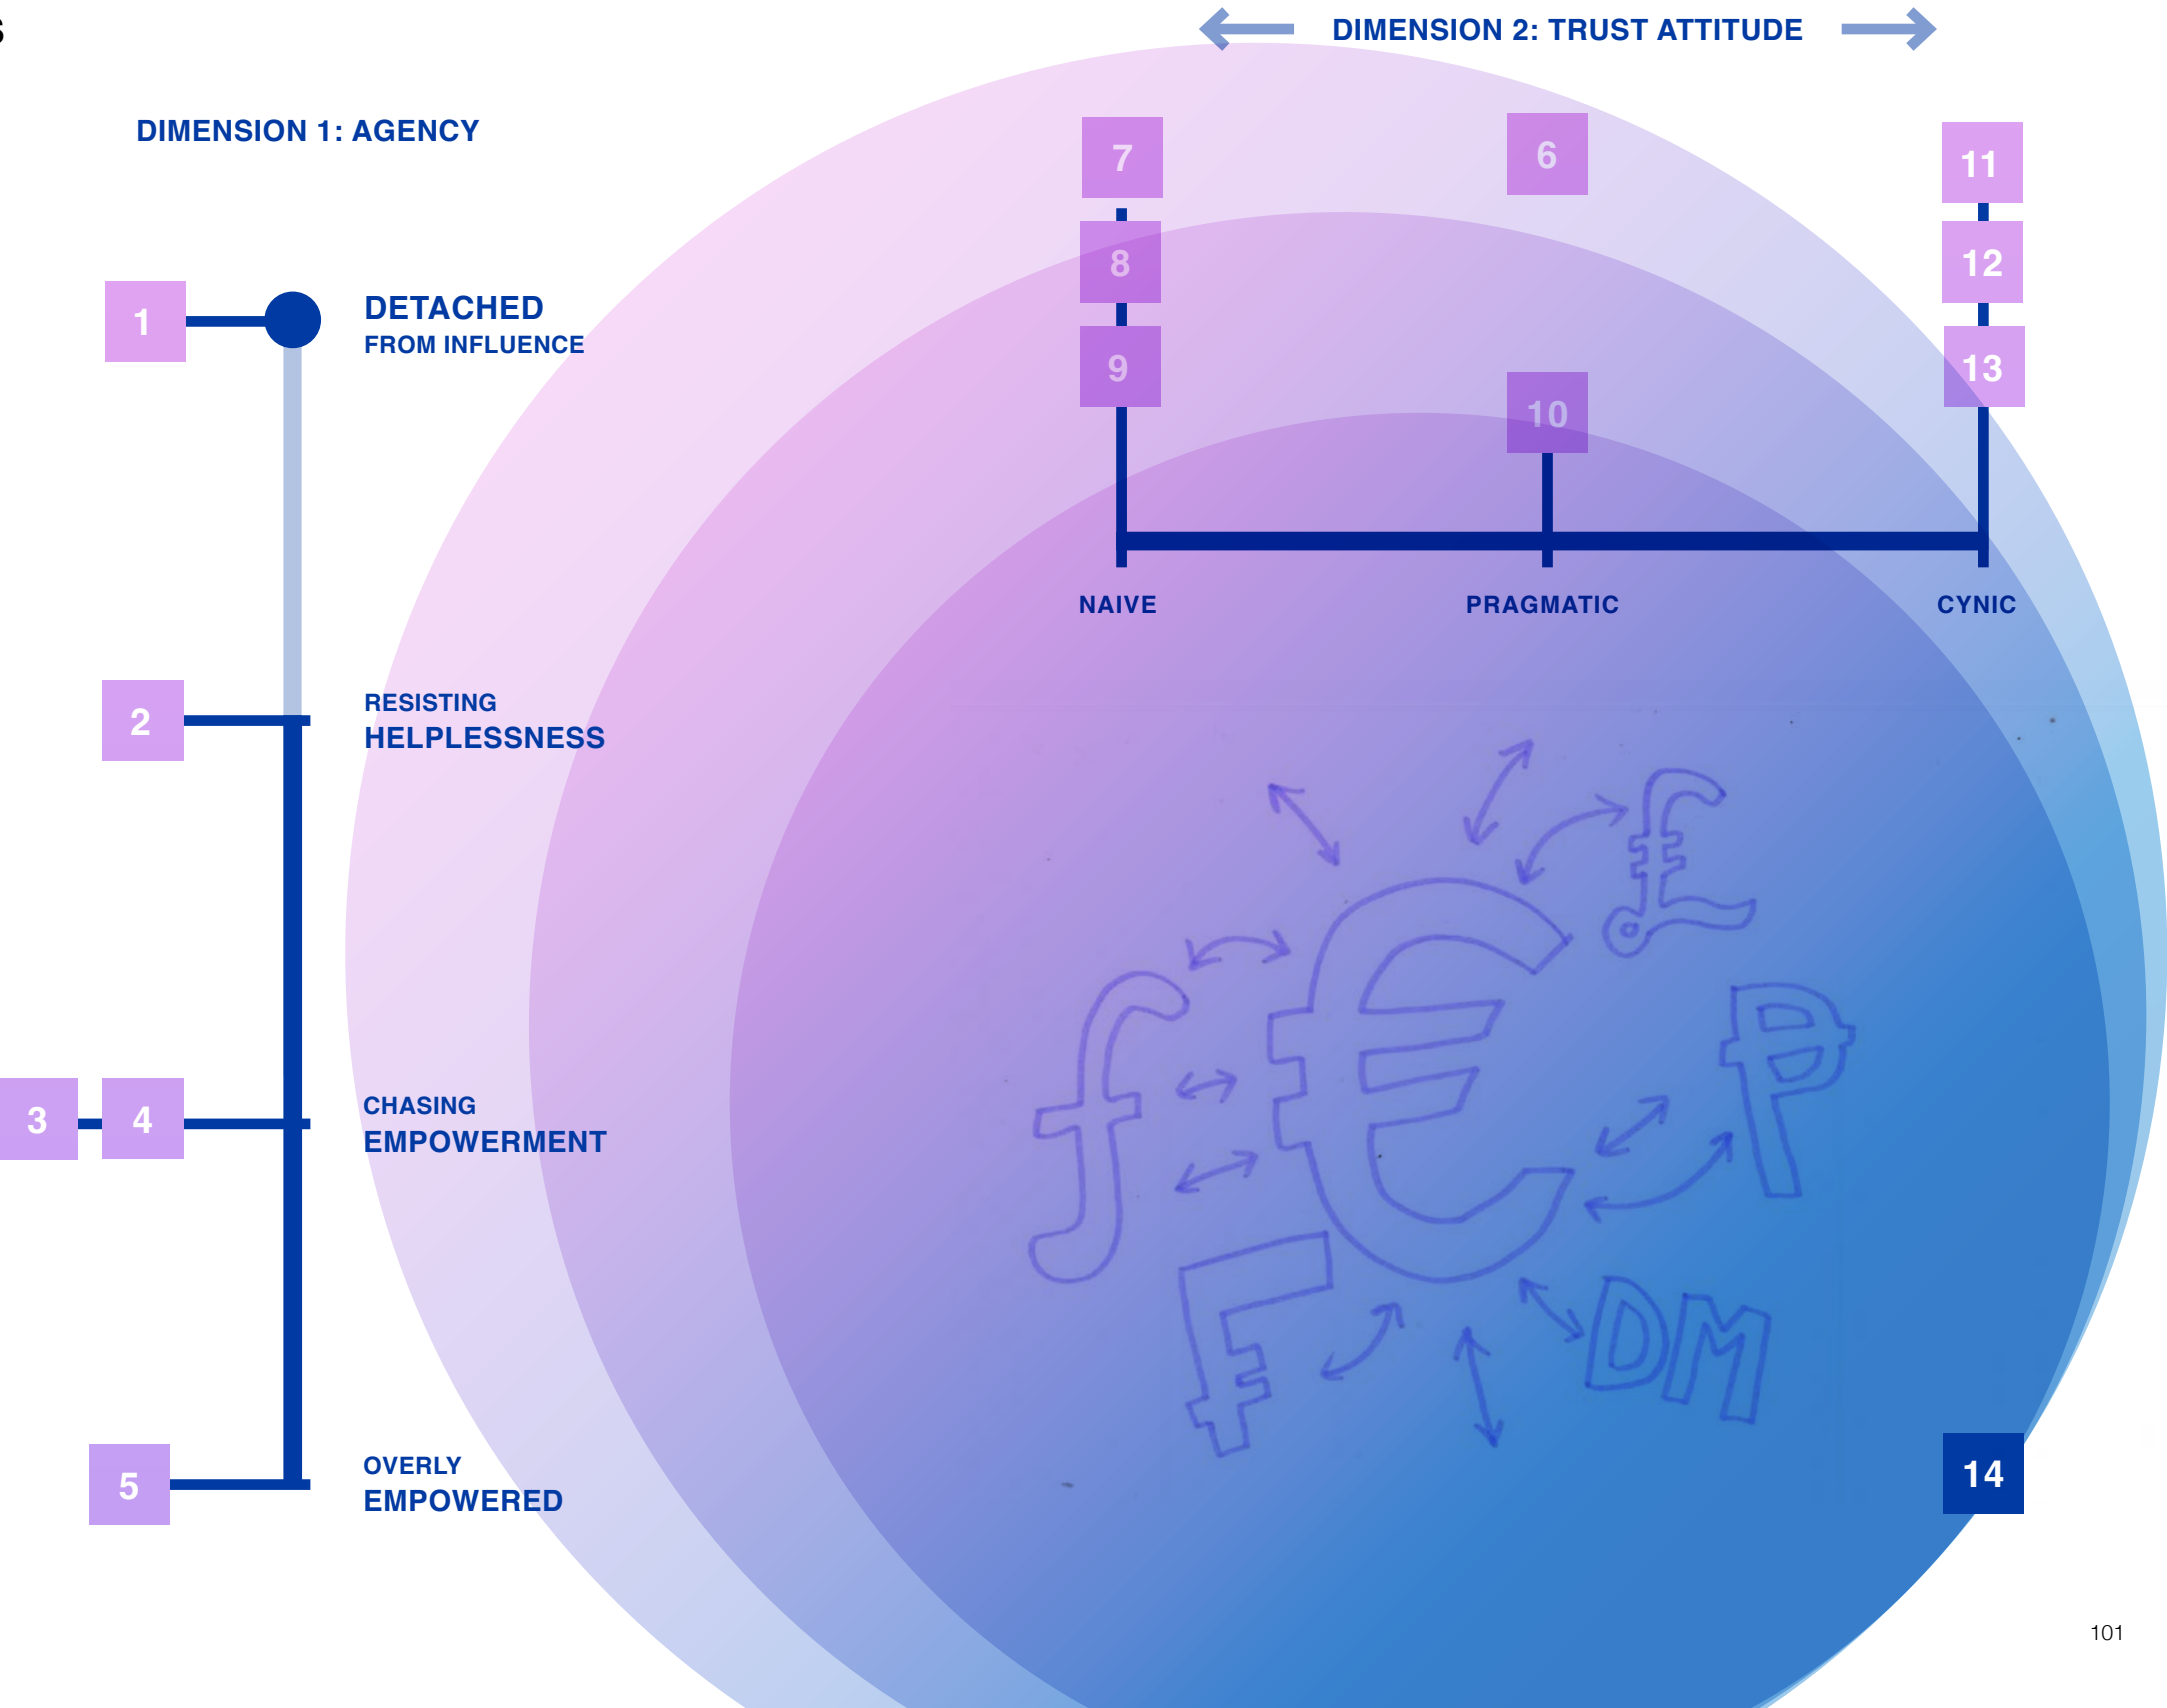 S
DIMENSION 2: TRUST ATTITUDE
DIMENSION 1: AGENCY
7
6
11
8
12
9
13
10
1
DETACHED
FROM INFLUENCE
NAIVE
PRAGMATIC
CYNIC
2
RESISTING
HELPLESSNESS
£
€
ƒ
₱
3
4
CHASING
EMPOWERMENT
₣
DM
5
OVERLY
EMPOWERED
14
101